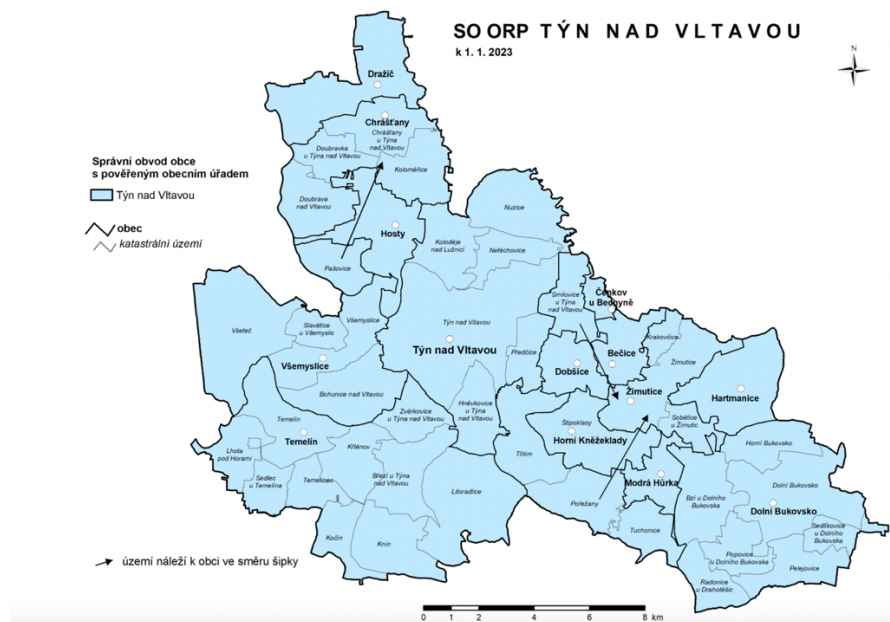 SO ORP TÝN NAD VLTAVOU
k 1. 1. 2023
N
Správní obvod obce
s pověřeným obecním úřadem
Týn nad Vltavou
obec
katastrální území
Dražíč
Chrášťany
Chrášťany
u Týna
nad Vltavou
Doubravka
u Týna nad Vltavou
Koloměřice
Doubrava
nad Vltavou
Hosty
Pašovice
Nuzice
Koloděje
nad Lužnicí
Netěchovice
Smilovice
u Týna
nad Vltavou
Čenkov
u Bechyně
Všeteč
Slavětice
u Všemyslic
Všemyslice
Týn nad Vltavou
Týn nad Vltavou
Předčice
Krakovčice
Bečice
Žimutice
Všemyslice
Dobšice
Bohunice nad Vltavou
Žimutice
Hartmanice
Zvěrkovice
u Týna nad Vltavou
Hněvkovice
u Týna
nad Vltavou
Temelín
Štipoklasy
Sobětice
u Žimutic
Temelín
Horní Kněžeklady
Horní Bukovsko
Křtěnov
Lhota
pod Horami
Třitim
Sedlec
u Temelína
Temelínec
Březí u Týna
nad Vltavou
Litoradlice
Modrá Hůrka
Dolní Bukovsko
Bzí u Dolního
Bukovska
Pořežany
Dolní Bukovsko
Tuchonice
Sedlíkovice
u Dolního
Bukovska
Kočín
Knín
Popovice
u Dolního Bukovska
Pelejovice
Radonice
u Drahotěšic
území náleží k obci ve směru šipky
0 1 2 4 6 8 km